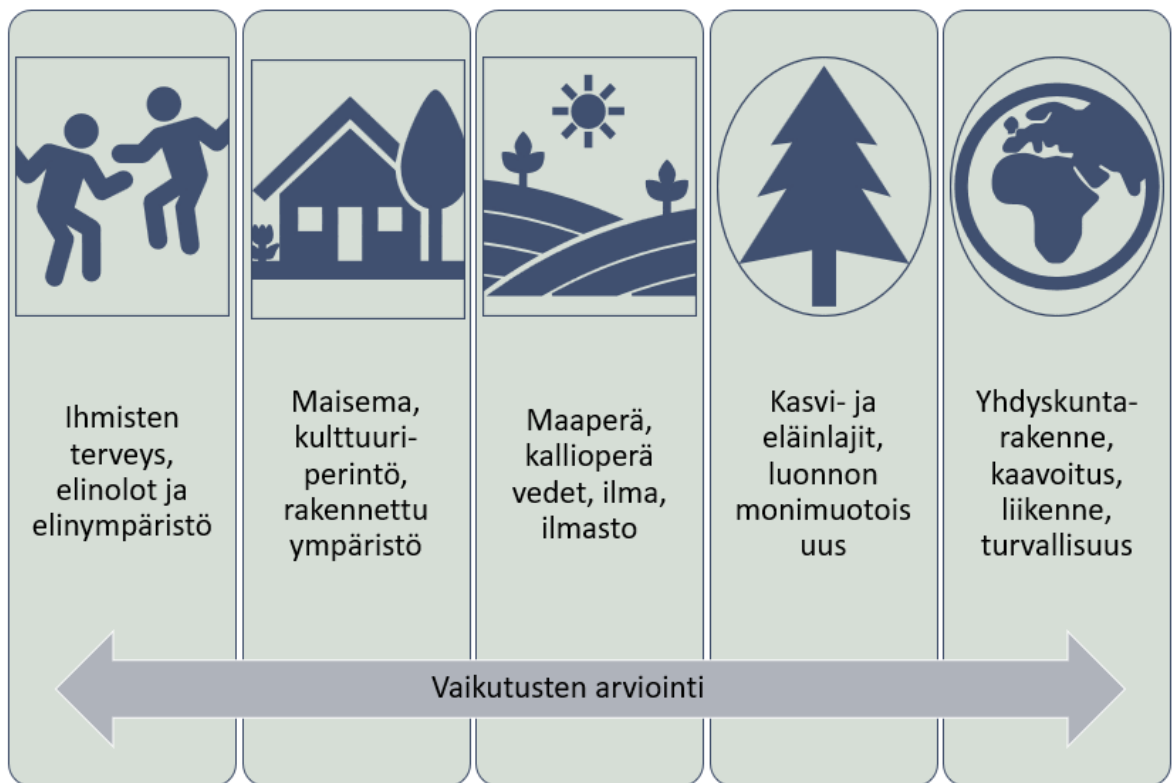 Ihmisten
terveys,
elinolot ja
elinympäristö
Maisema,
kulttuuri-
perintö,
rakennettu
ympäristö
Maaperä,
kallioperä
vedet, ilma,
ilmasto
Kasvi- ja
eläinlajit,
luonnon
monimuotois
uus
Yhdyskunta-
rakenne,
kaavoitus,
liikenne,
turvallisuus
Vaikutusten arviointi